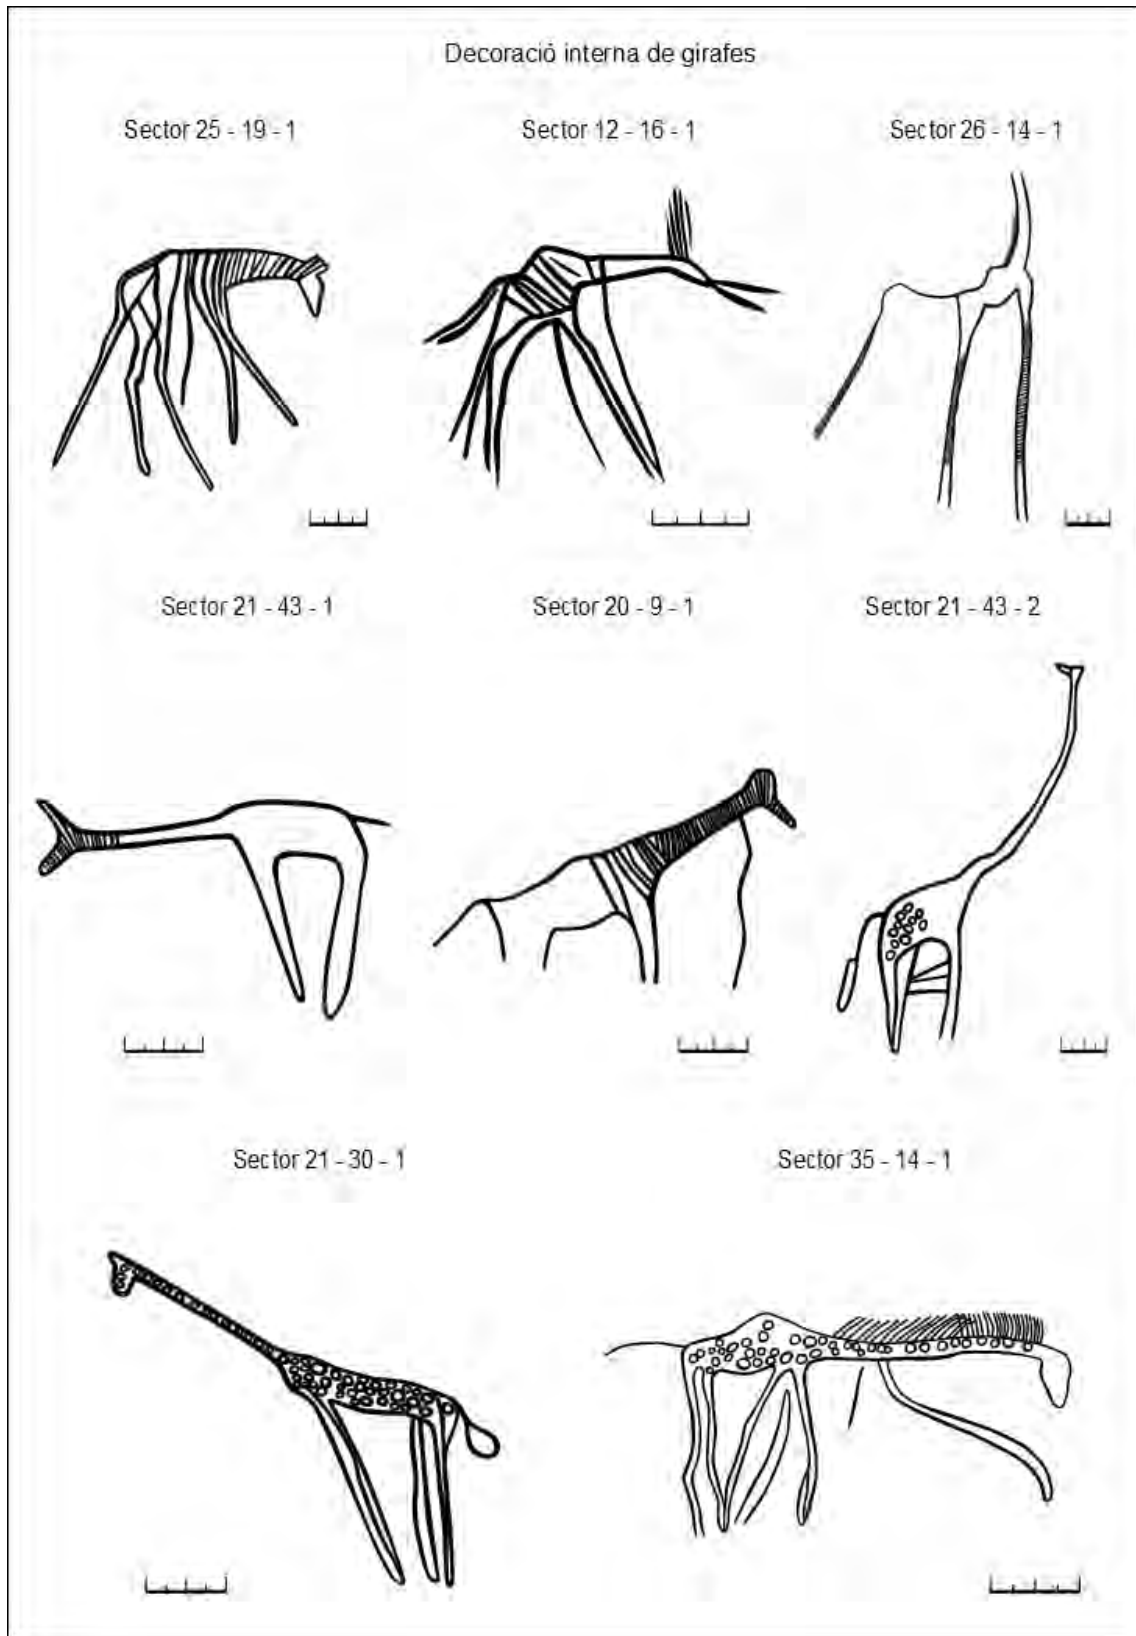 Decoració interna de girafes
Sector 25 - 19 - 1
Sector 12 - 16 - 1
Sector 26 - 14 - 1
Sector 21 - 43 - 1
Sector 20 - 9 - 1
Sector 21 - 43 - 2
Sector 21 - 30 - 1
Sector 35 - 14 - 1